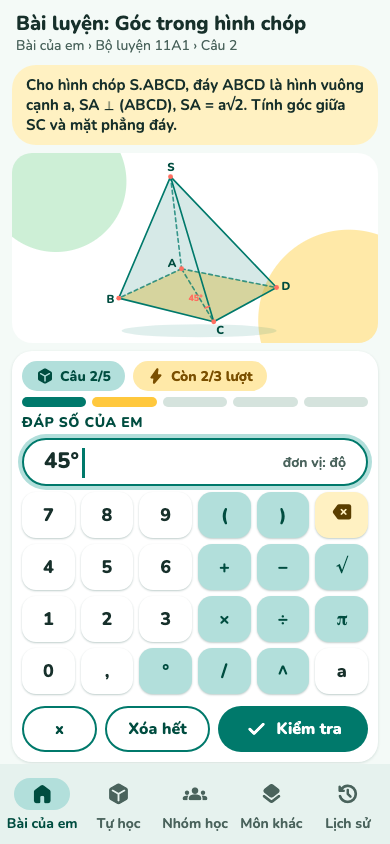 Bài luyện: Góc trong hình chóp
Bài của em › Bộ luyện 11A1 › Câu 2
Cho hình chóp S.ABCD, đáy ABCD là hình vuông
cạnh a, SA ⊥ (ABCD), SA = a√2. Tính góc giữa
SC và mặt phẳng đáy.
S
A
B
D
45°
C
Câu 2/5
Còn 2/3 lượt
ĐÁP SỐ CỦA EM
45°
đơn vị: độ
7 8 9 ( )
4 5 6 + − √
1 2 3 × ÷ π
0 , ° / ^ a
x
Xóa hết
Kiểm tra
Bài của em
Tự học
Nhóm học
Môn khác
Lịch sử